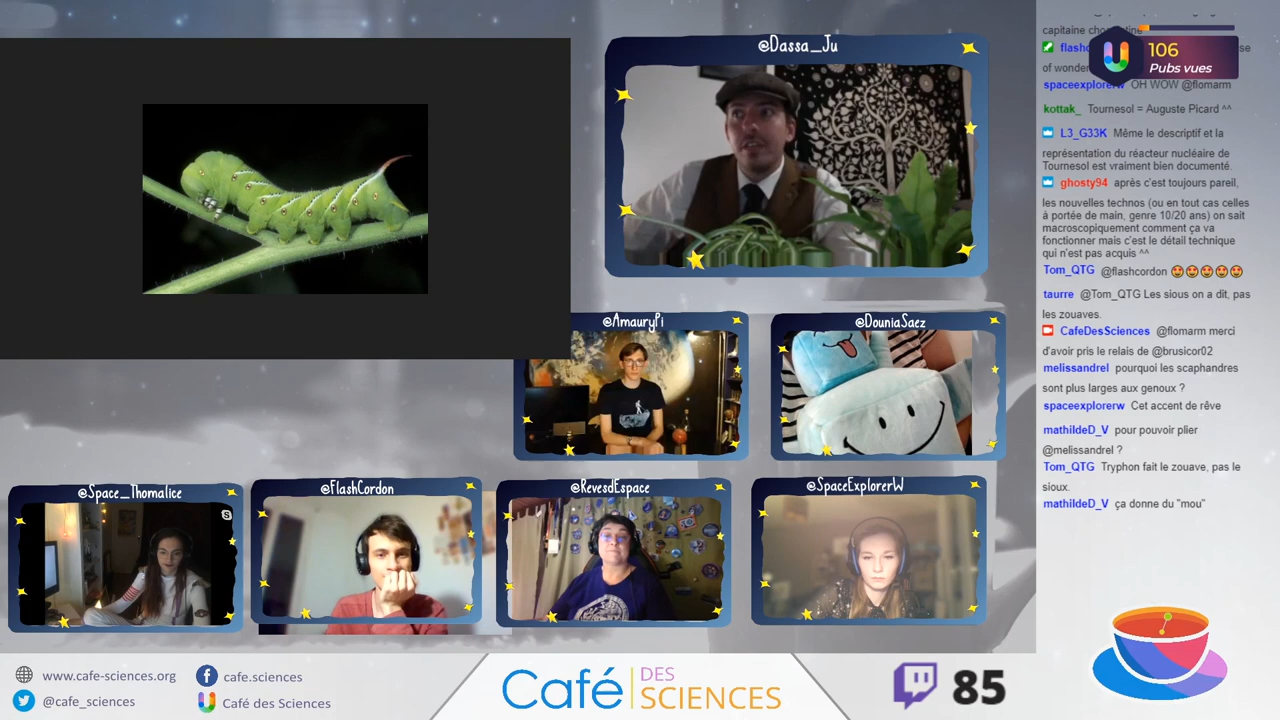 @Dassa_Ju
@AmauryPi
@DouniaSaez
@Space_Thomalice
@FlashCordon
@RevesdEspace
@SpaceExplorerW
106
Pubs vues
capitaine
of wonder
spaceexplorerw OH WOW @flomarm
kottak_ Tournesol = Auguste Picard ^^
L3_G33K Même le descriptif et la
représentation du réacteur nucléaire de
Tournesol est vraiment bien documenté.
ghosty94 après c'est toujours pareil,
les nouvelles technos (ou en tout cas celles
à portée de main, genre 10/20 ans) on sait
macroscopiquement comment ça va
fonctionner mais c'est le détail technique
qui n'est pas acquis ^^
Tom_QTG @flashcordon 😍😍😍😍😍
taurre @Tom_QTG Les sious on a dit, pas
les zouaves.
CafeDesSciences @flomarm merci
d'avoir pris le relais de @brusicor02
melissandrel pourquoi les scaphandres
sont plus larges aux genoux ?
spaceexplorerw Cet accent de rêve
mathildeD_V pour pouvoir plier
@melissandrel ?
Tom_QTG Tryphon fait le zouave, pas le
sioux.
mathildeD_V ça donne du "mou"
www.cafe-sciences.org
cafe.sciences
@cafe_sciences
Café des Sciences
Café DES
SCIENCES
85